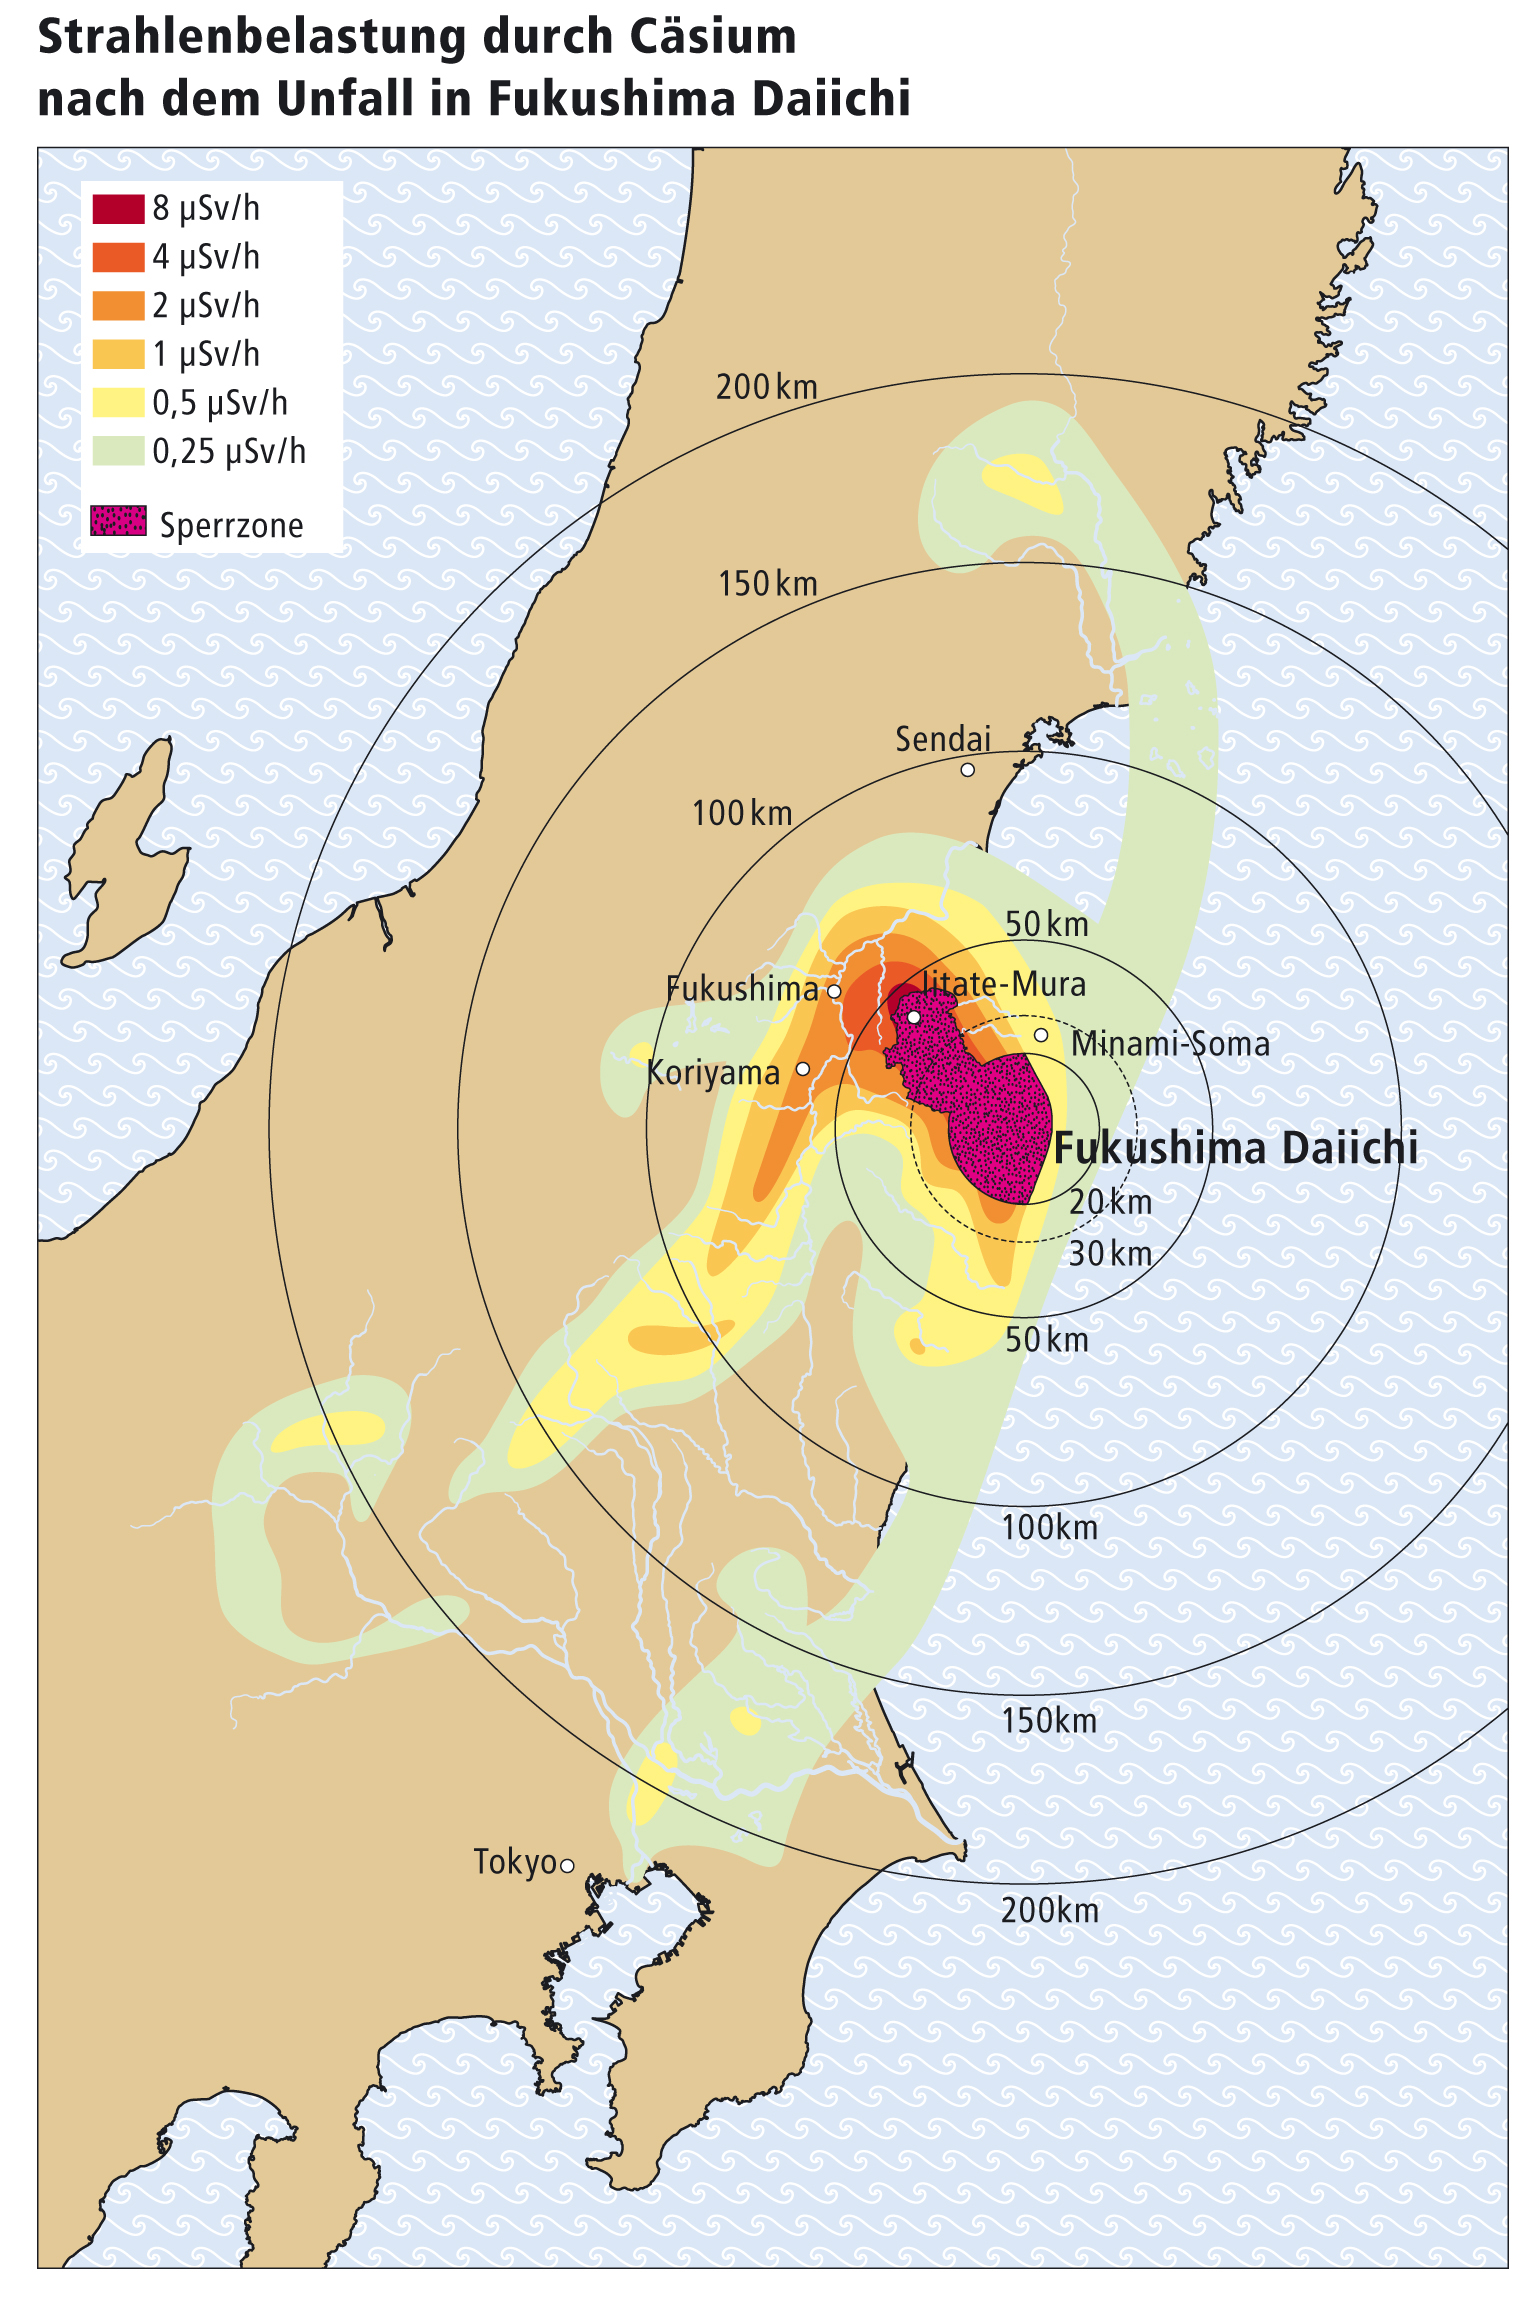 Strahlenbelastung durch Cäsium
nach dem Unfall in Fukushima Daiichi
8 µSv/h
4 µSv/h
2 µSv/h
1 µSv/h
0,5 µSv/h
0,25 µSv/h
Sperrzone
200 km
150 km
Sendai
100 km
50 km
Fukushima
Iitate-Mura
Minami-Soma
Koriyama
Fukushima Daiichi
20 km
30 km
50 km
100km
150km
Tokyo
200km